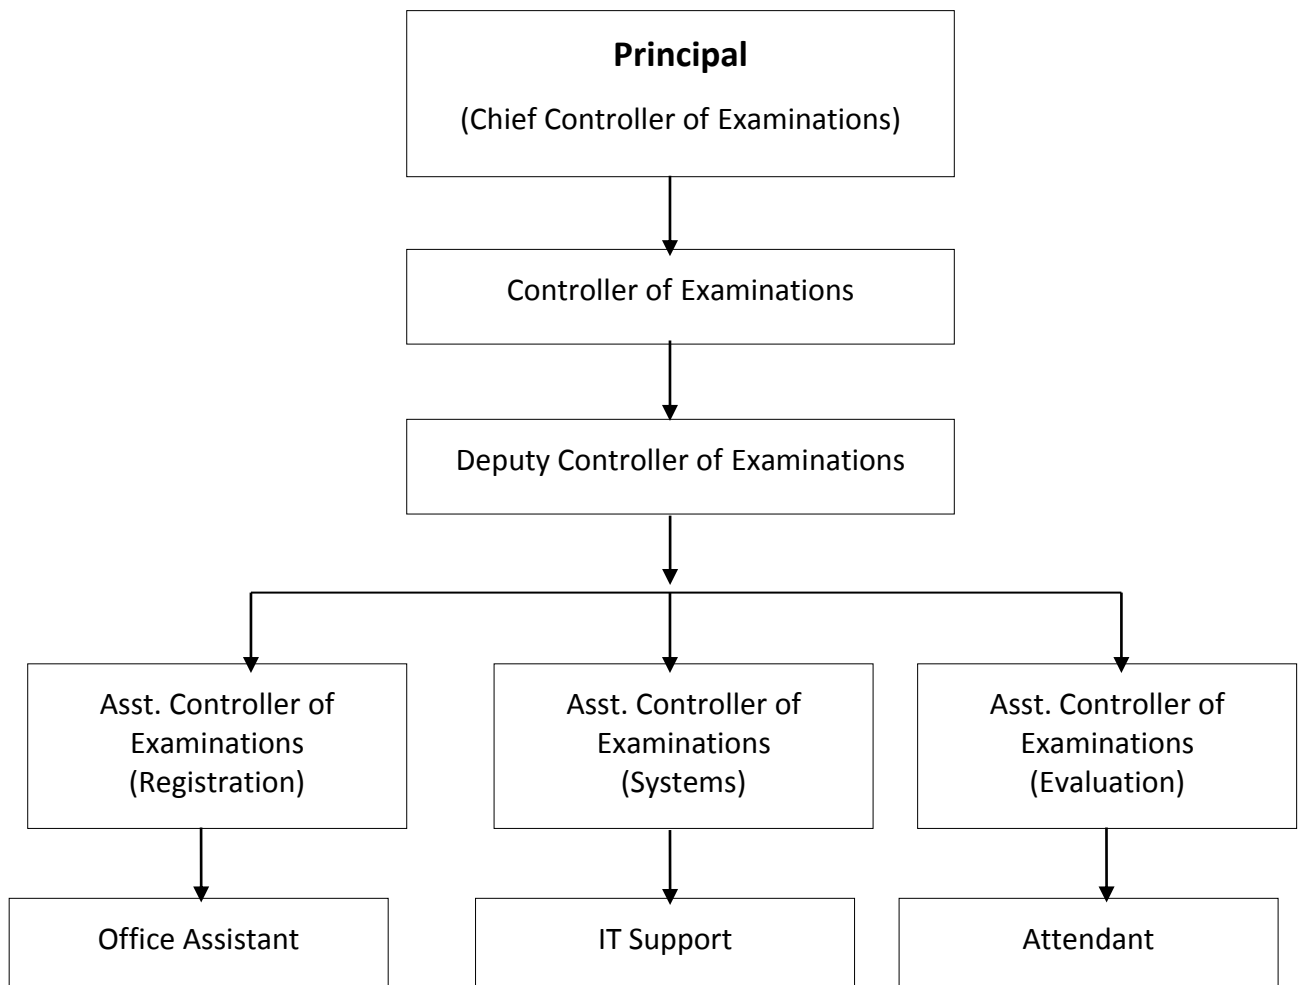 Principal
(Chief Controller of Examinations)
Controller of Examinations
Deputy Controller of Examinations
Asst. Controller of
Examinations
(Registration)
Asst. Controller of
Examinations
(Systems)
Asst. Controller of
Examinations
(Evaluation)
Office Assistant
IT Support
Attendant